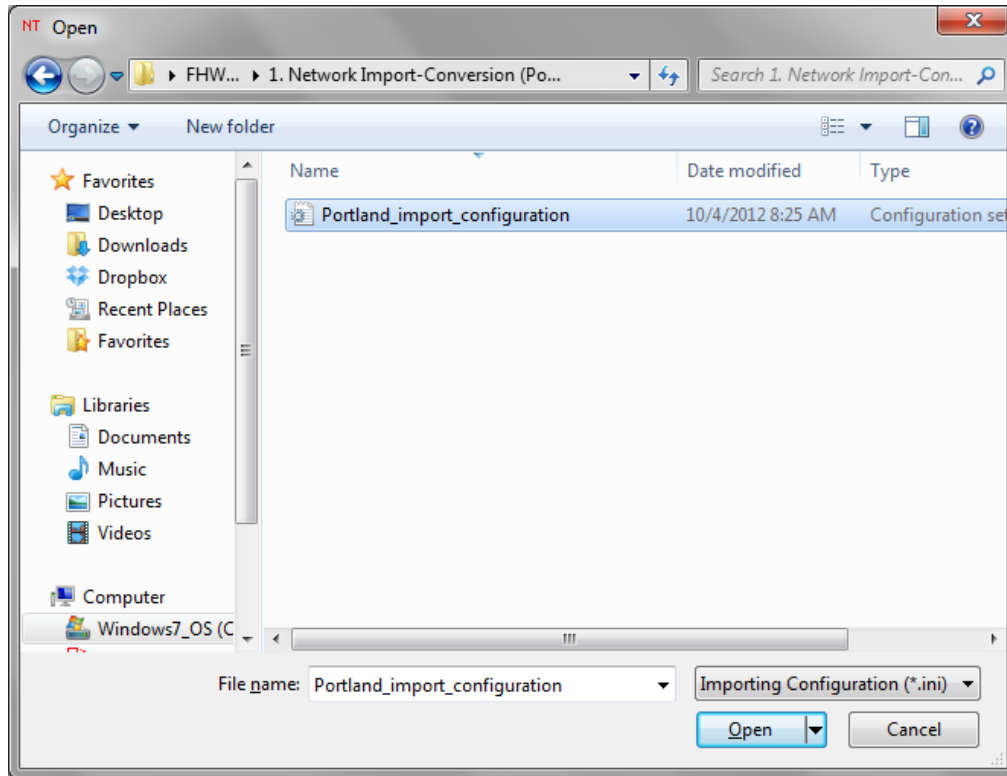 NT Open
FHW... 1. Network Import-Conversion (Po...
Search 1. Network Import-Con...
Organize
New folder
Name
Date modified
Type
Favorites
Desktop
Downloads
Dropbox
Recent Places
Favorites
Libraries
Documents
Music
Pictures
Videos
Computer
Windows7_OS (C
Portland_import_configuration 10/4/2012 8:25 AM Configuration set
File name: Portland_import_configuration
Importing Configuration (*.ini)
Open
Cancel